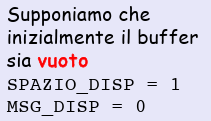 Supponiamo che
inizialmente il buffer
sia vuoto
SPAZIO_DISP = 1
MSG_DISP = 0